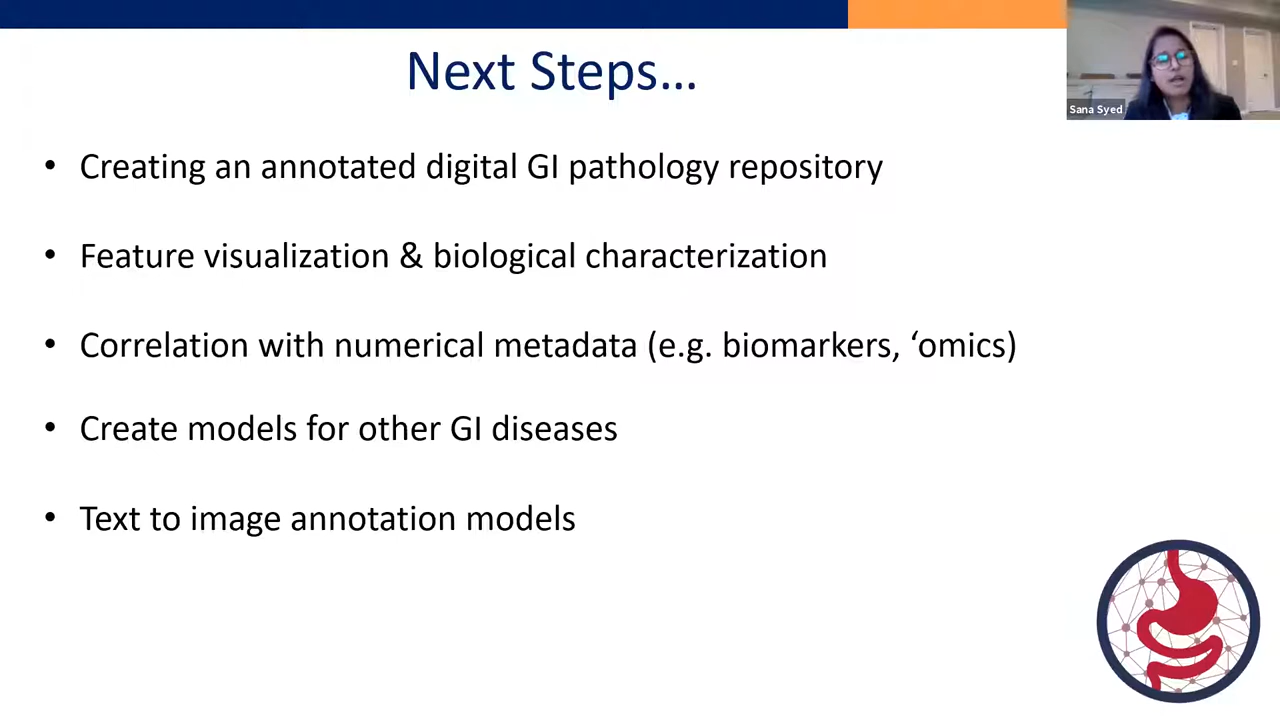 Next Steps...
Sana Syed
• Creating an annotated digital GI pathology repository
• Feature visualization & biological characterization
• Correlation with numerical metadata (e.g. biomarkers, ‘omics)
• Create models for other GI diseases
• Text to image annotation models